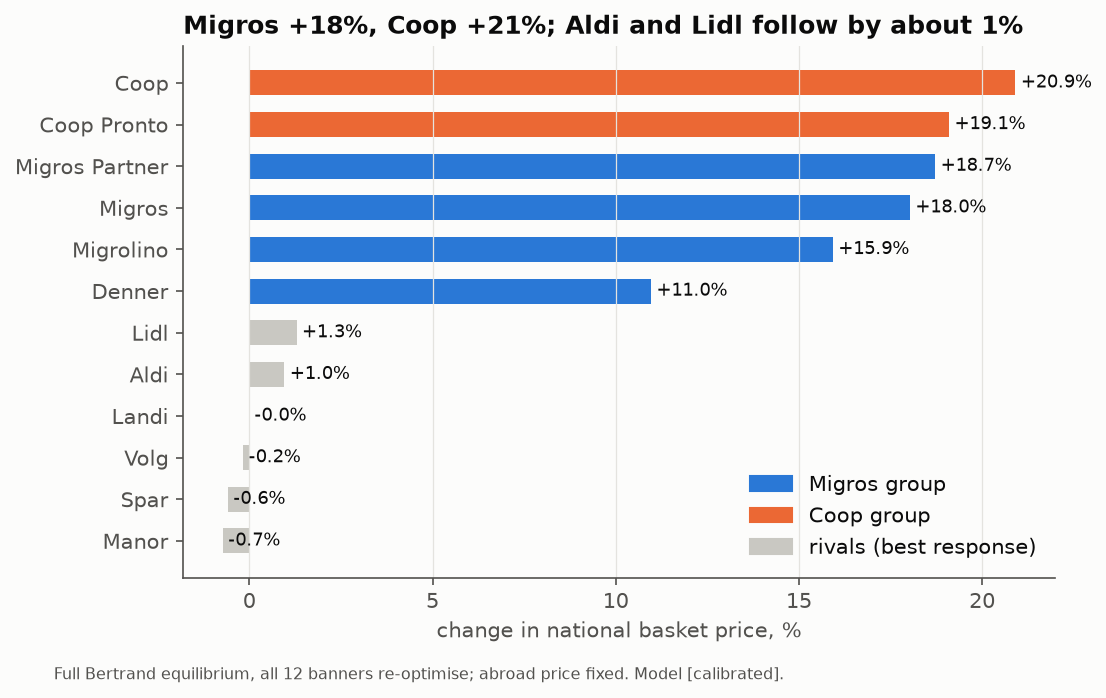 Migros +18%, Coop +21%; Aldi and Lidl follow by about 1%
Coop +20.9%
Coop Pronto +19.1%
Migros Partner +18.7%
Migros +18.0%
Migrolino +15.9%
Denner +11.0%
Lidl +1.3%
Aldi +1.0%
Landi -0.0%
Volg -0.2%
Spar -0.6%
Manor -0.7%
Migros group
Coop group
rivals (best response)
0 5 10 15 20
change in national basket price, %
Full Bertrand equilibrium, all 12 banners re-optimise; abroad price fixed. Model [calibrated].